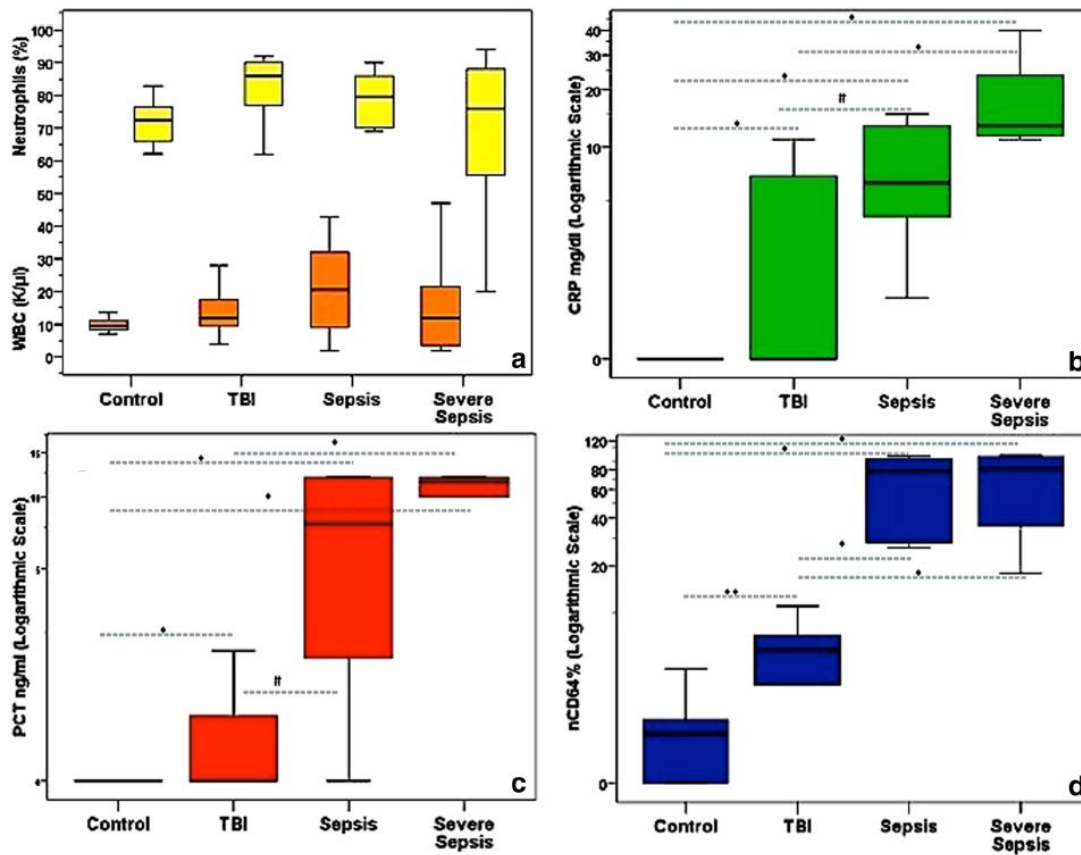 Neutrophils (%)
WBC (K/µl)
100
90
80
70
60
50
40
30
20
10
0
Control
TBI
Sepsis
Severe
Sepsis
a
CRP mg/dl (Logarithmic Scale)
40
30
20
10
0
*
*
*
#
*
Control
TBI
Sepsis
Severe
Sepsis
b
PCT ng/ml (Logarithmic Scale)
15
10
5
0
*
*
*
*
#
Control
TBI
Sepsis
Severe
Sepsis
c
nCD64% (Logarithmic Scale)
120
80
60
40
20
0
*
*
*
*
**
Control
TBI
Sepsis
Severe
Sepsis
d